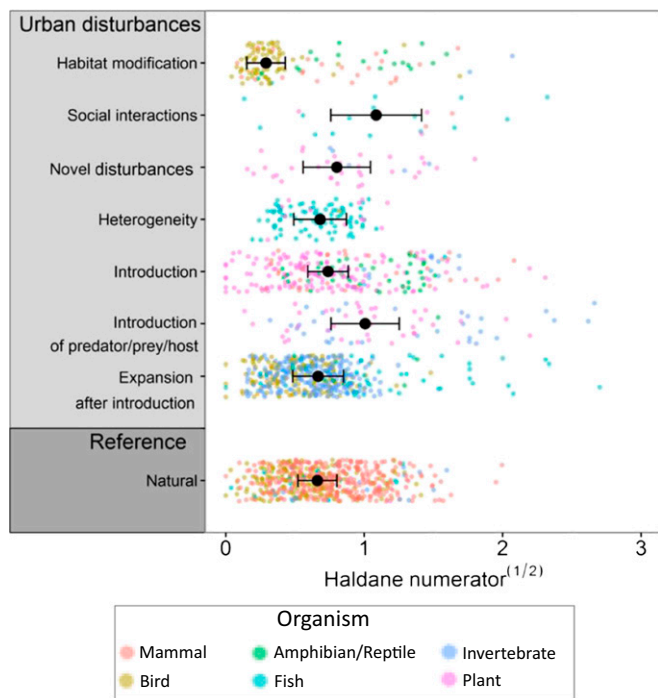 Urban disturbances
Habitat modification
Social interactions
Novel disturbances
Heterogeneity
Introduction
Introduction
of predator/prey/host
Expansion
after introduction
Reference
Natural
0 1 2 3
Haldane numerator(1/2)
Organism
Mammal Amphibian/Reptile Invertebrate
Bird Fish Plant